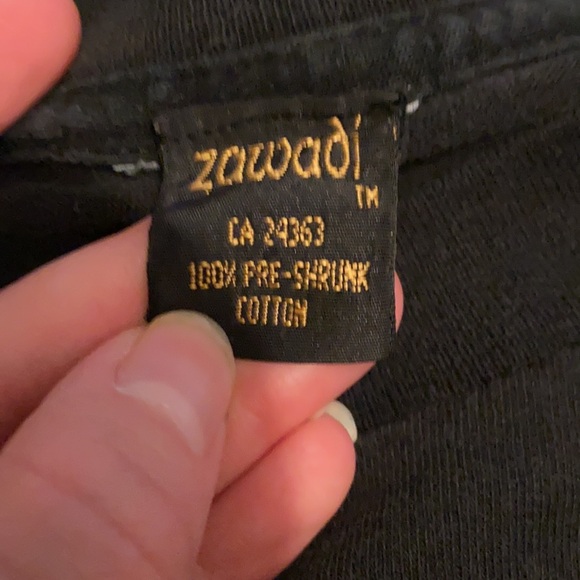 zawadi
TM
CA 24363
100% PRE-SHRUNK
COTTON